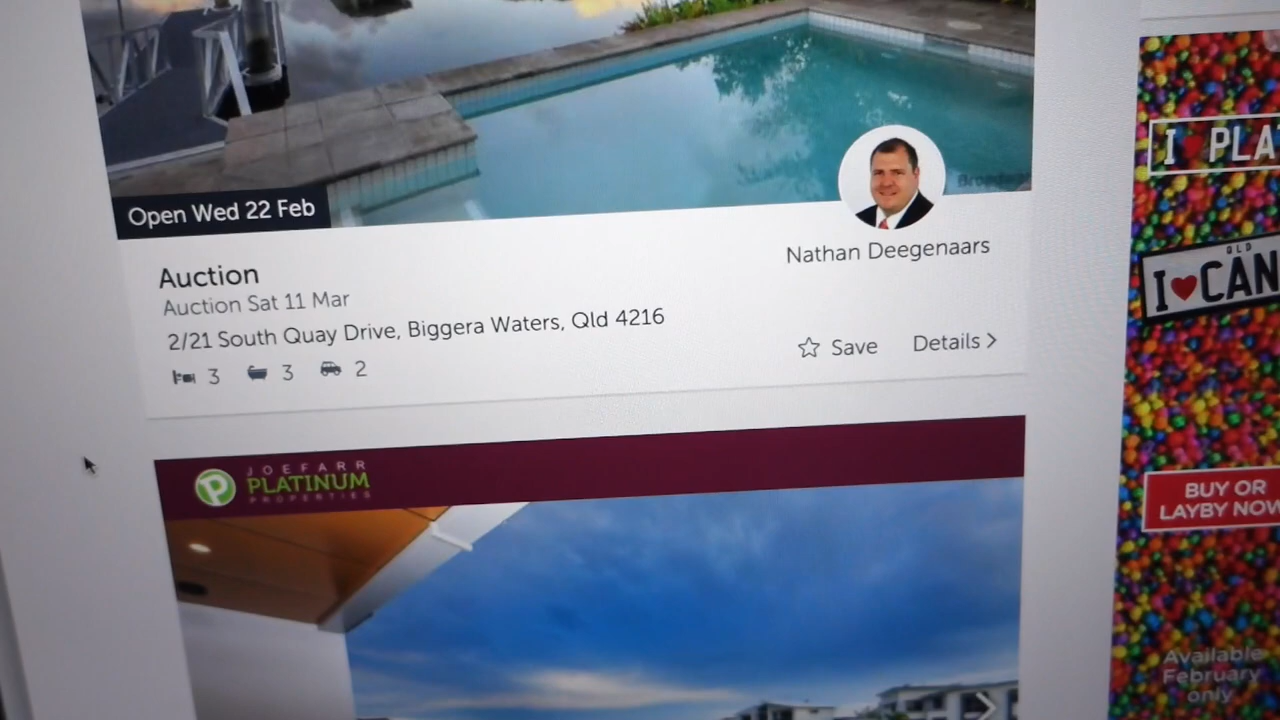 Open Wed 22 Feb
Nathan Deegenaars
Auction
Auction Sat 11 Mar
2/21 South Quay Drive, Biggera Waters, Qld 4216
3 3 2
Save Details
JOEFARR
PLATINUM
PROPERTIES
I PLA
QLD
I CAN
BUY OR
LAYBY NOW
Available
February
only